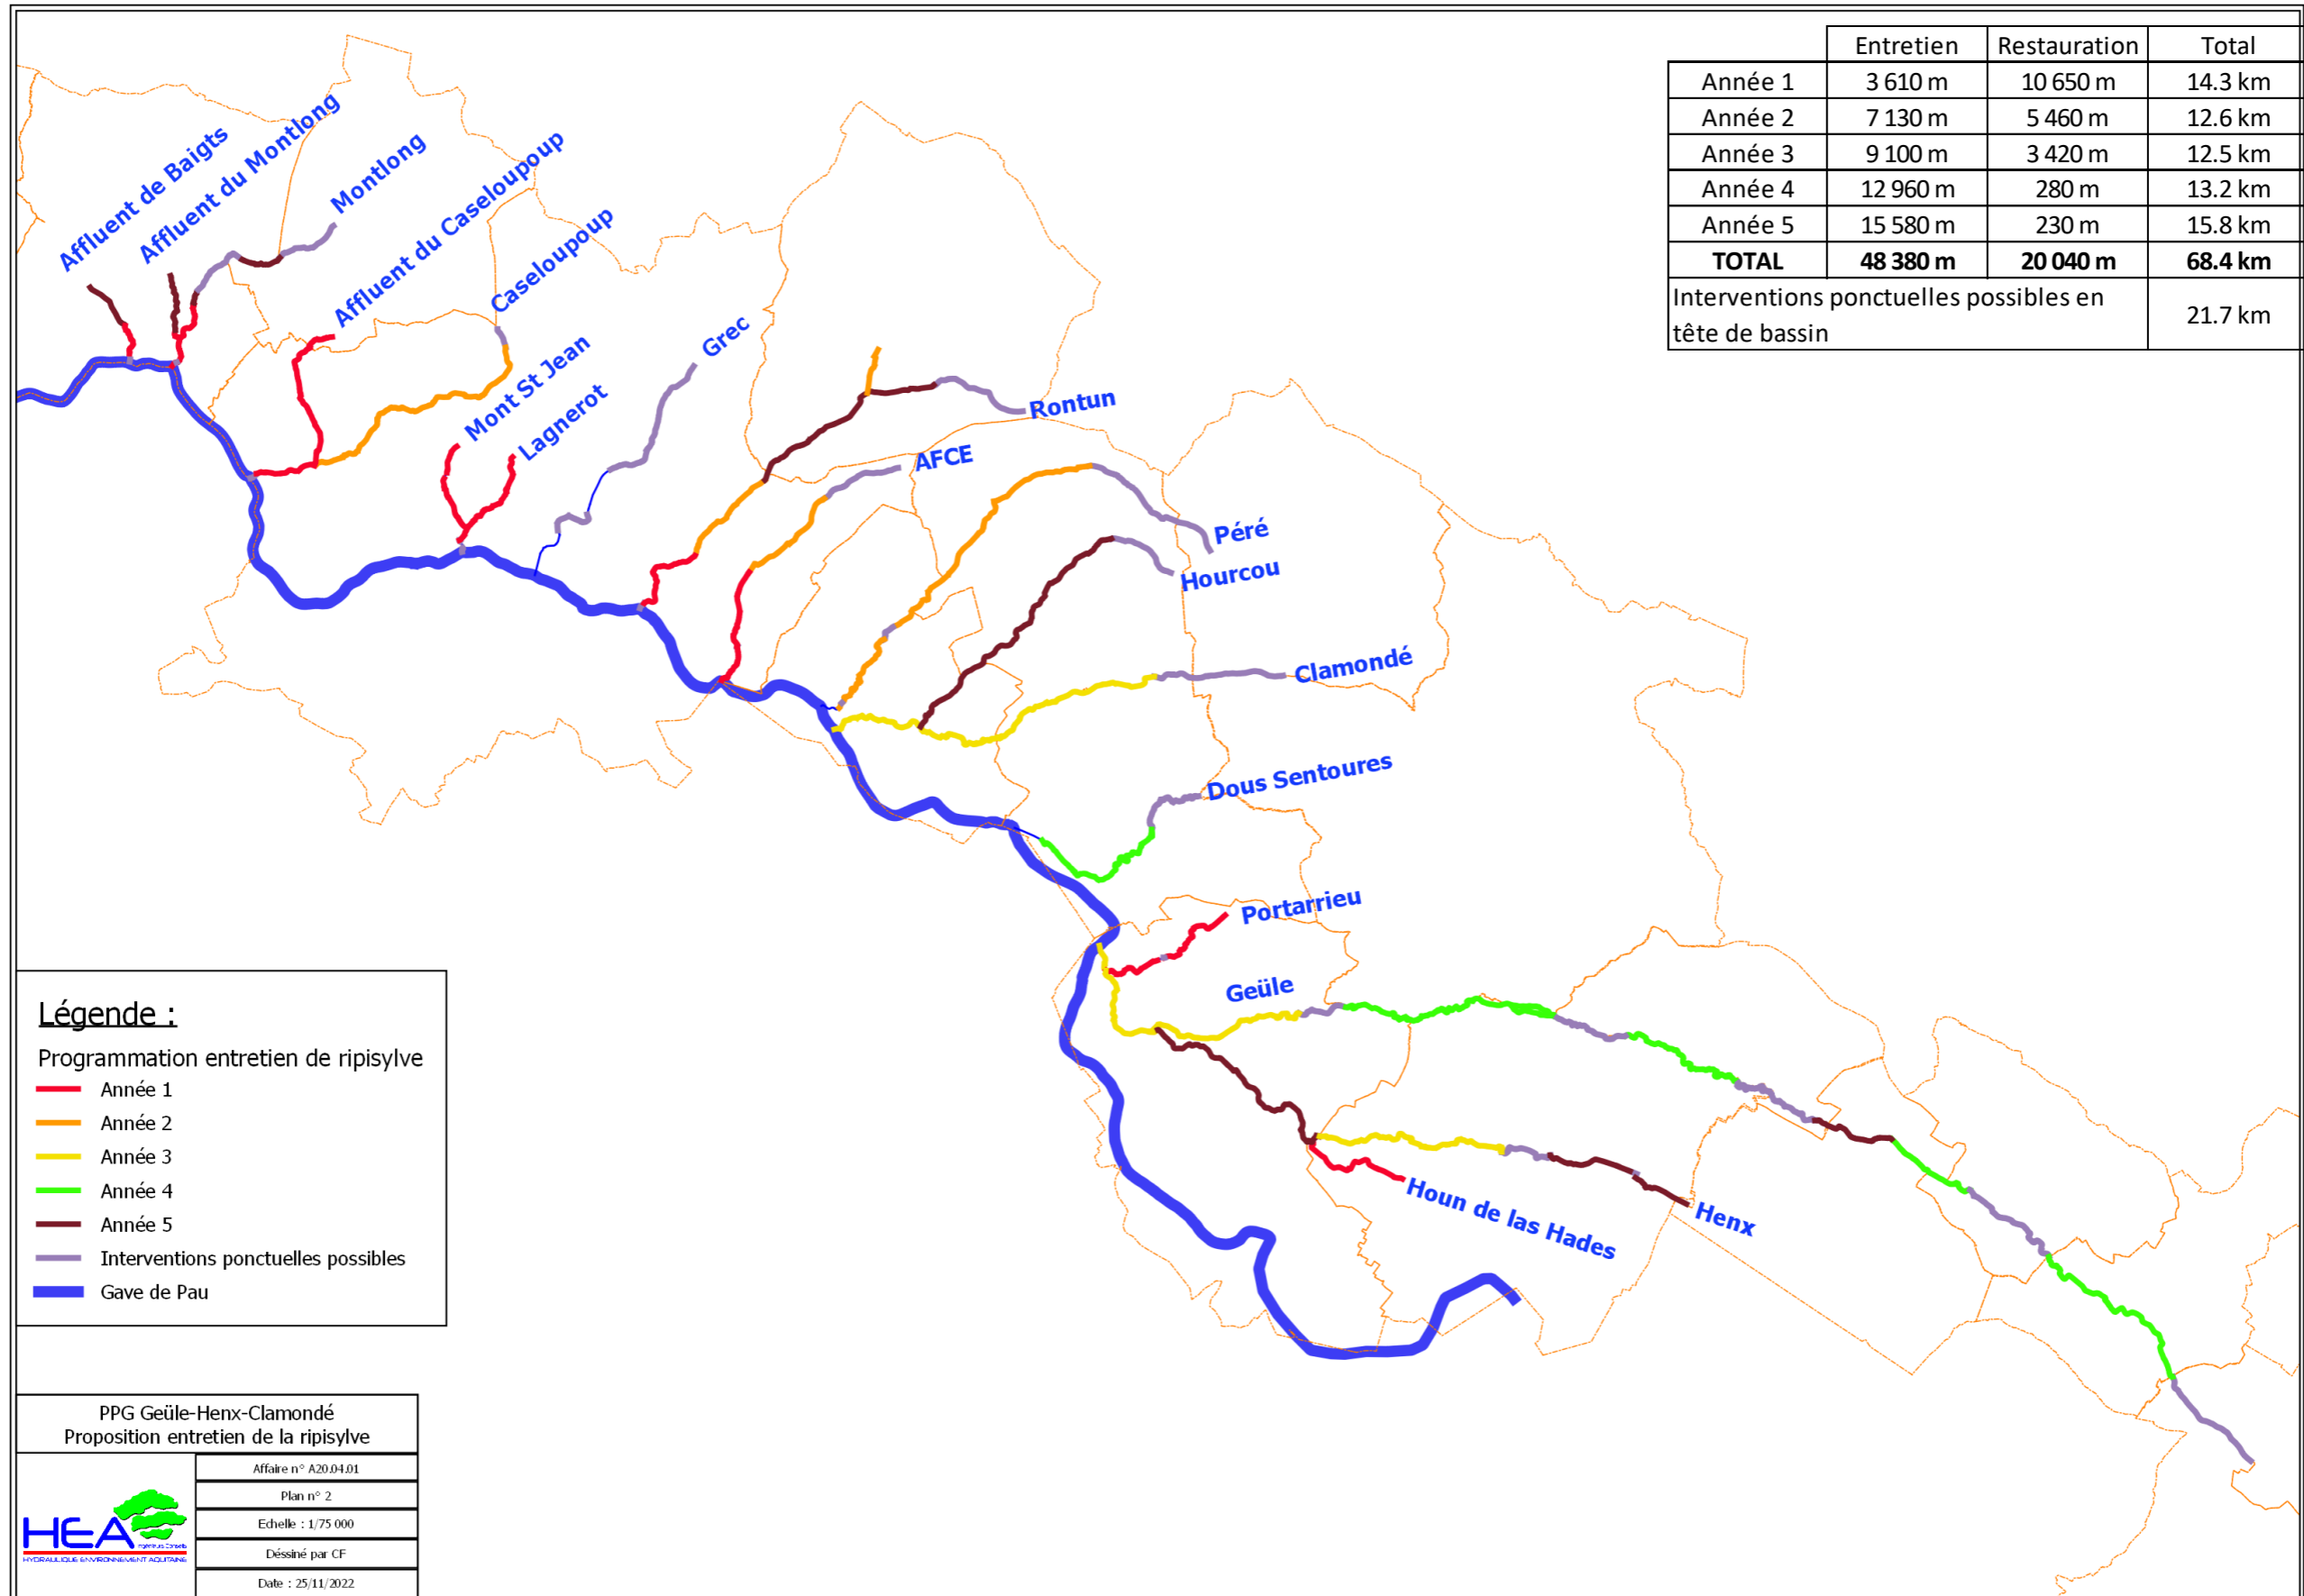 Entretien Restauration Total
Année 1 3 610 m 10 650 m 14.3 km
Année 2 7 130 m 5 460 m 12.6 km
Année 3 9 100 m 3 420 m 12.5 km
Année 4 12 960 m 280 m 13.2 km
Année 5 15 580 m 230 m 15.8 km
TOTAL 48 380 m 20 040 m 68.4 km
Interventions ponctuelles possibles en
tête de bassin
21.7 km
Affluent de Baigts
Affluent du Montlong
Montlong
Affluent du Caseloupoup
Caseloupoup
Mont St Jean
Lagnerot
Grec
Rontun
AFCE
Péré
Hourcou
Clamondé
Dous Sentoures
Portarrieu
Geüle
Houn de las Hades
Henx
Légende :
Programmation entretien de ripisylve
Année 1
Année 2
Année 3
Année 4
Année 5
Interventions ponctuelles possibles
Gave de Pau
PPG Geüle-Henx-Clamondé
Proposition entretien de la ripisylve
Affaire n° A20.04.01
Plan n° 2
Echelle : 1/75 000
Déssiné par CF
Date : 25/11/2022
HEA
Ingénieurs Conseils
HYDRAULIQUE ENVIRONNEMENT AQUITAINE